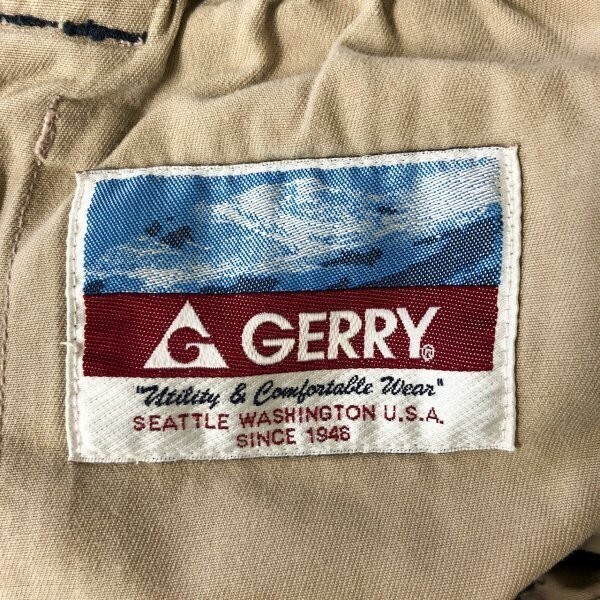 GERRY®
"Utility & Comfortable Wear"
SEATTLE WASHINGTON U.S.A.
SINCE 1946